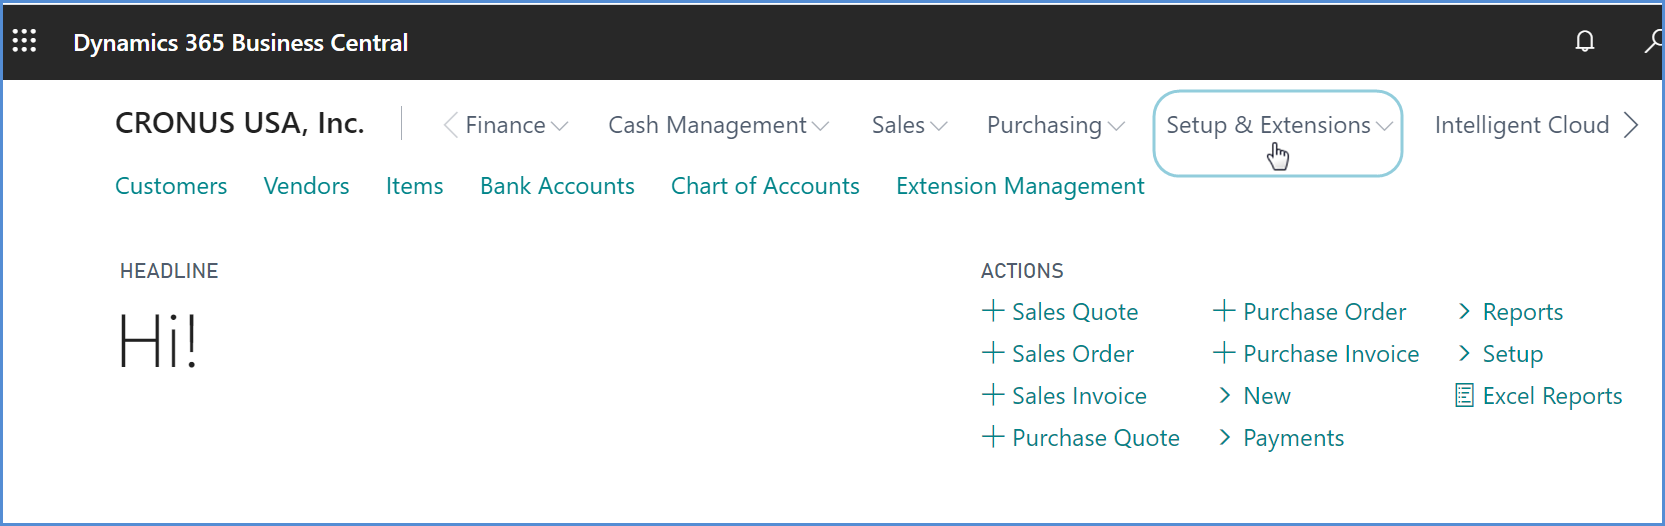 Dynamics 365 Business Central
CRONUS USA, Inc. Finance Cash Management Sales Purchasing Setup & Extensions Intelligent Cloud
Customers Vendors Items Bank Accounts Chart of Accounts Extension Management
HEADLINE
Hi!
ACTIONS
Sales Quote Purchase Order Reports
Sales Order Purchase Invoice Setup
Sales Invoice New Excel Reports
Purchase Quote Payments